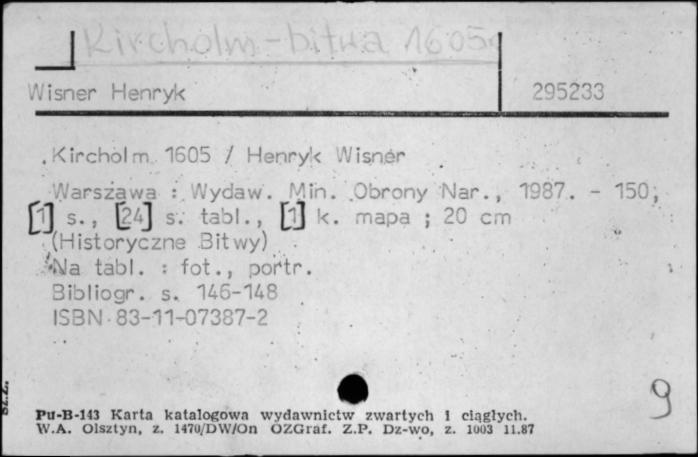 Kircholm - bitwa 1605
Wisner Henryk 295233
Kircholm 1605 / Henryk Wisner
Warszawa : Wydaw. Min. Obrony Nar., 1987. - 150,
[1] s., [24] s. tabl., [1] k. mapa ; 20 cm
(Historyczne Bitwy)
Na tabl. : fot., portr.
Bibliogr. s. 146-148
ISBN 83-11-07387-2
9
Pu-B-143 Karta katalogowa wydawnictw zwartych i ciągłych.
W.A. Olsztyn, z. 1470/DW/On OZGraf. Z.P. Dz-wo, z. 1003 11.87